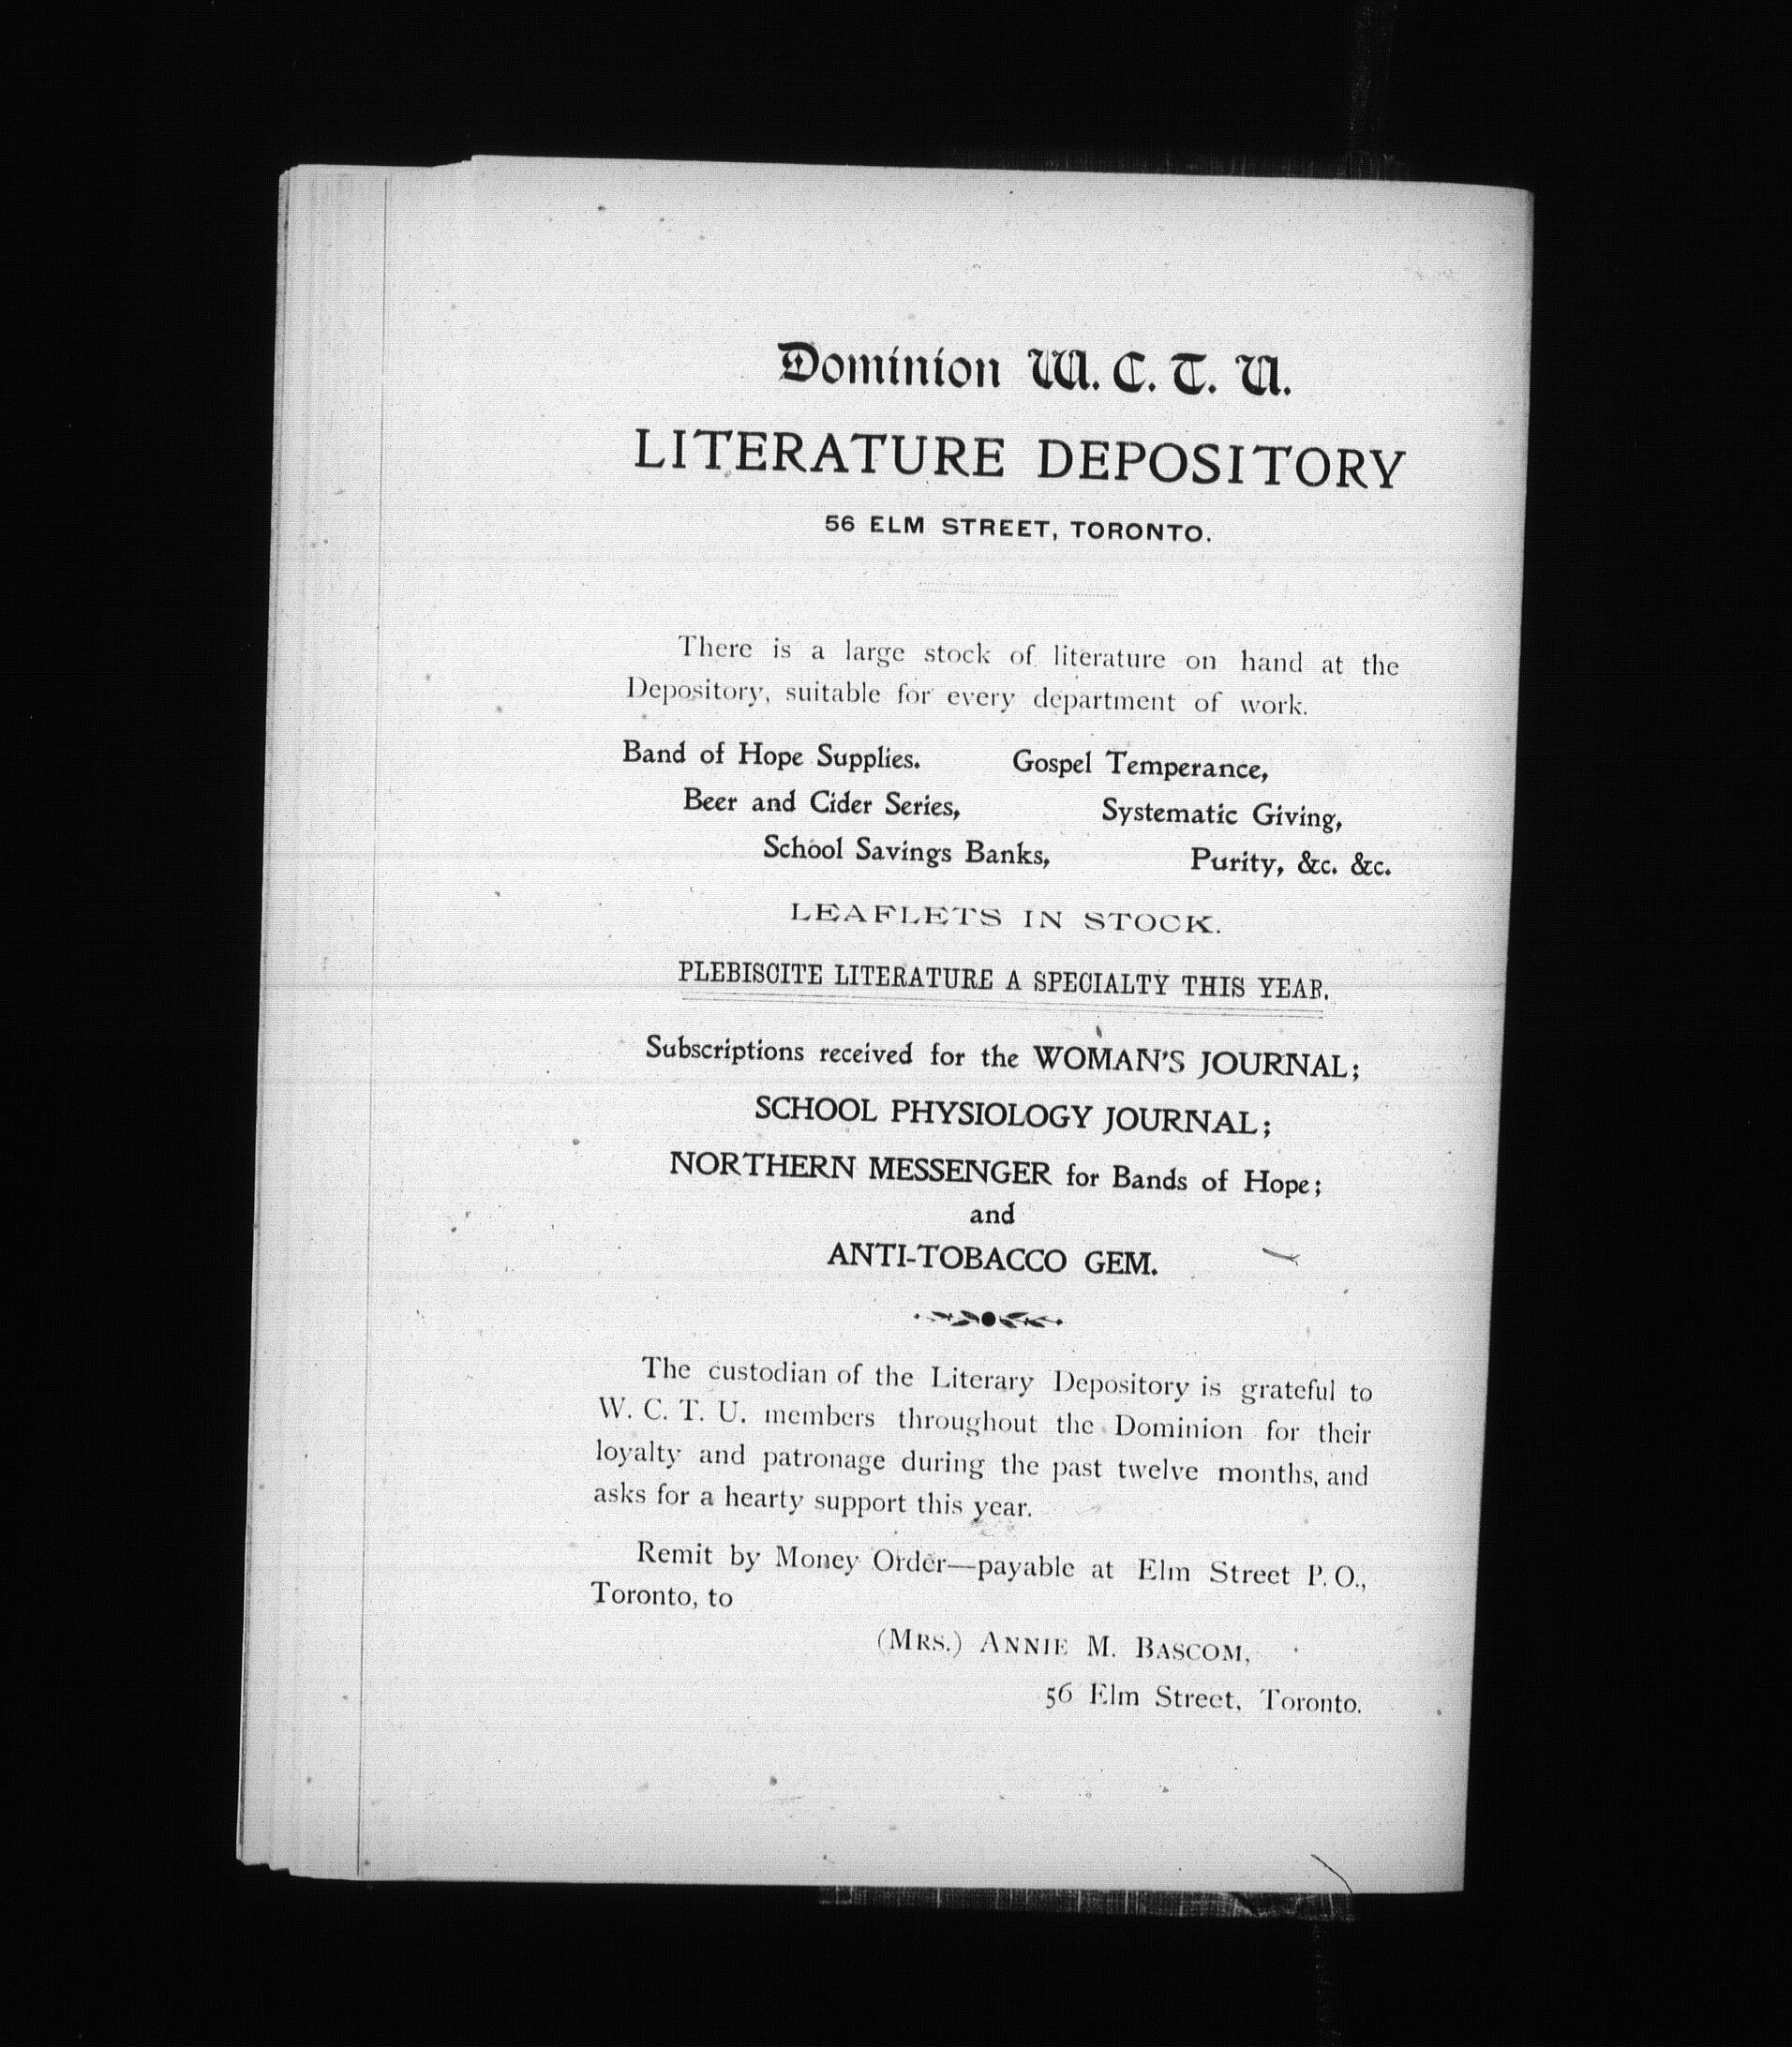 Dominion W. C. T. U.
LITERATURE DEPOSITORY
56 ELM STREET, TORONTO.
There is a large stock of literature on hand at the
Depository, suitable for every department of work.
Band of Hope Supplies. Gospel Temperance,
Beer and Cider Series, Systematic Giving,
School Savings Banks, Purity, &c. &c.
LEAFLETS IN STOCK.
PLEBISCITE LITERATURE A SPECIALTY THIS YEAR.
Subscriptions received for the WOMAN'S JOURNAL;
SCHOOL PHYSIOLOGY JOURNAL;
NORTHERN MESSENGER for Bands of Hope;
and
ANTI-TOBACCO GEM.
The custodian of the Literary Depository is grateful to
W. C. T. U. members throughout the Dominion for their
loyalty and patronage during the past twelve months, and
asks for a hearty support this year.
Remit by Money Order—payable at Elm Street P. O.,
Toronto, to
(MRS.) ANNIE M. BASCOM,
56 Elm Street, Toronto.